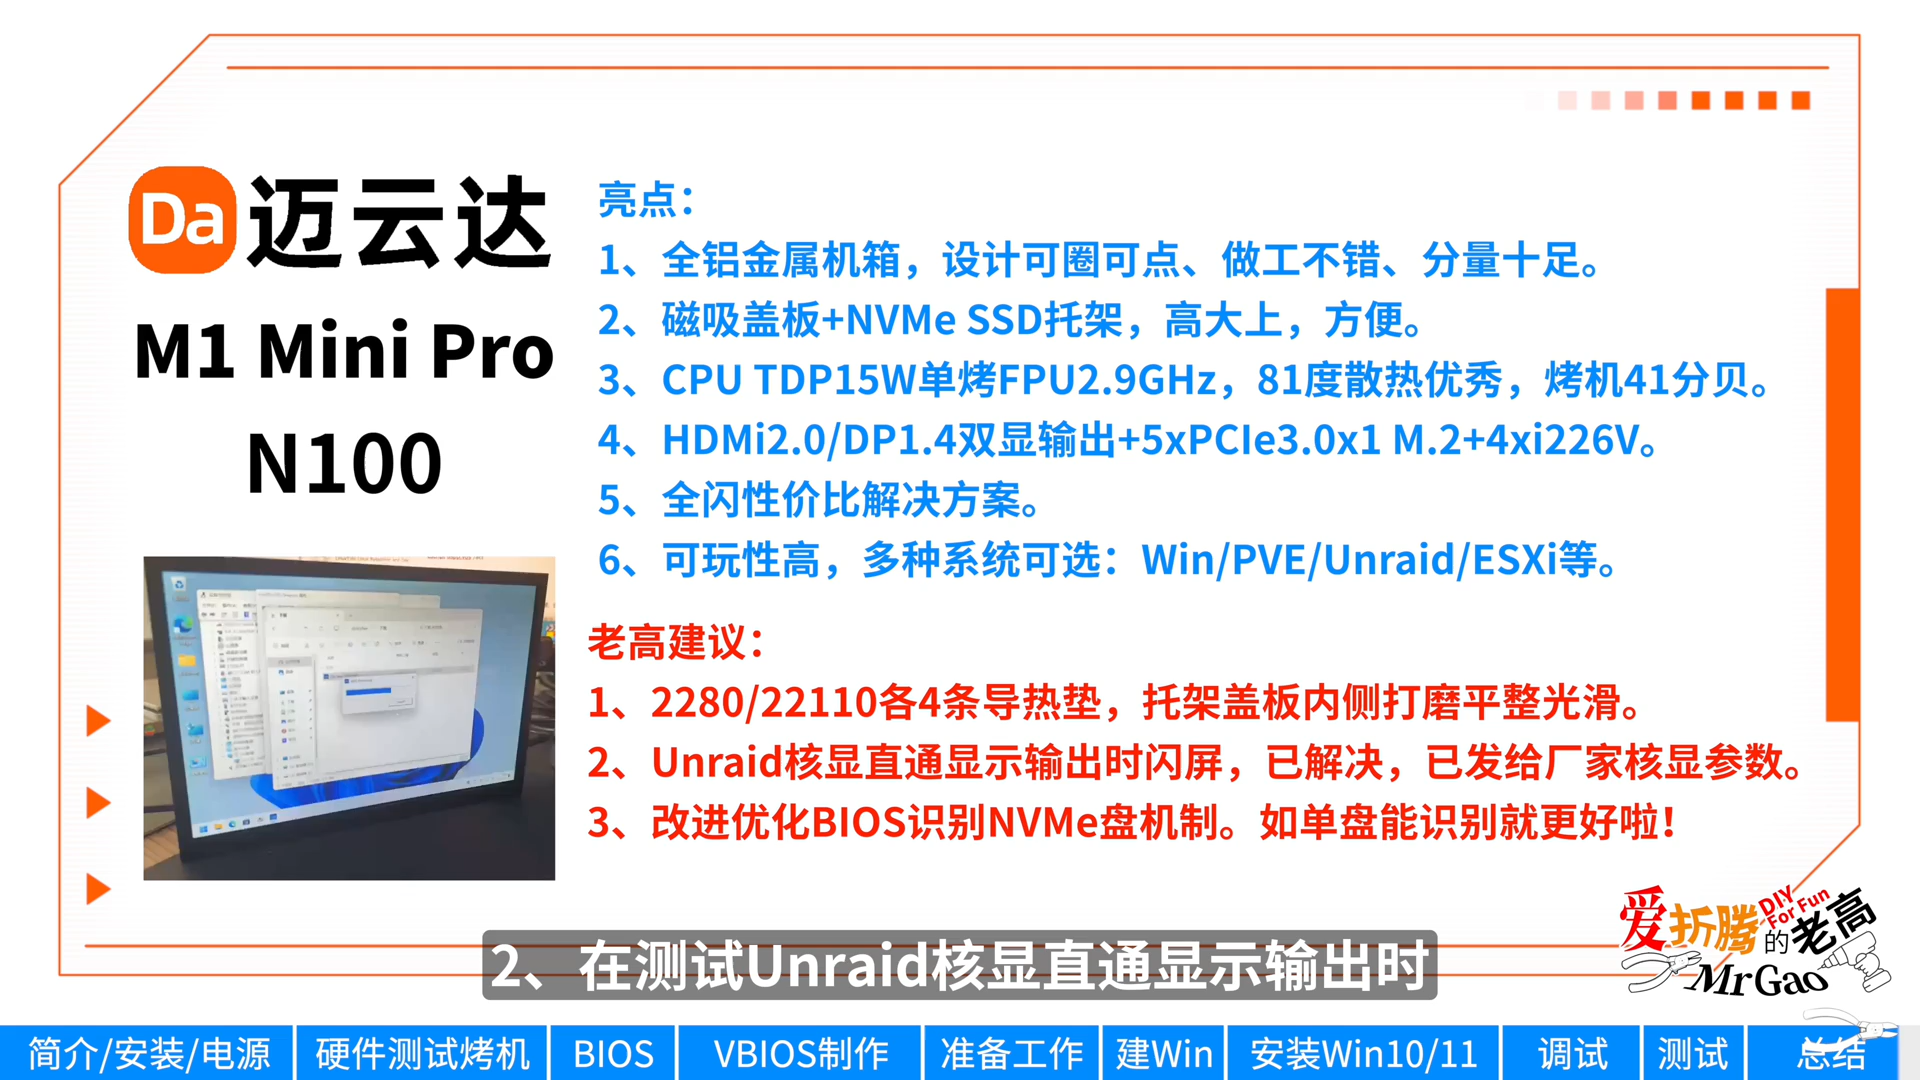 Da 迈云达
M1 Mini Pro
N100
亮点：
1、全铝金属机箱，设计可圈可点、做工不错、分量十足。
2、磁吸盖板+NVMe SSD托架，高大上，方便。
3、CPU TDP15W单烤FPU2.9GHz，81度散热优秀，烤机41分贝。
4、HDMi2.0/DP1.4双显输出+5xPCIe3.0x1 M.2+4xi226V。
5、全闪性价比解决方案。
6、可玩性高，多种系统可选：Win/PVE/Unraid/ESXi等。
老高建议：
1、2280/22110各4条导热垫，托架盖板内侧打磨平整光滑。
2、Unraid核显直通显示输出时闪屏，已解决，已发给厂家核显参数。
3、改进优化BIOS识别NVMe盘机制。如单盘能识别就更好啦！
爱折腾的老高
DIY For Fun
MrGao
2、在测试Unraid核显直通显示输出时
简介/安装/电源 硬件测试烤机 BIOS VBIOS制作 准备工作 建Win 安装Win10/11 调试 测试 总结